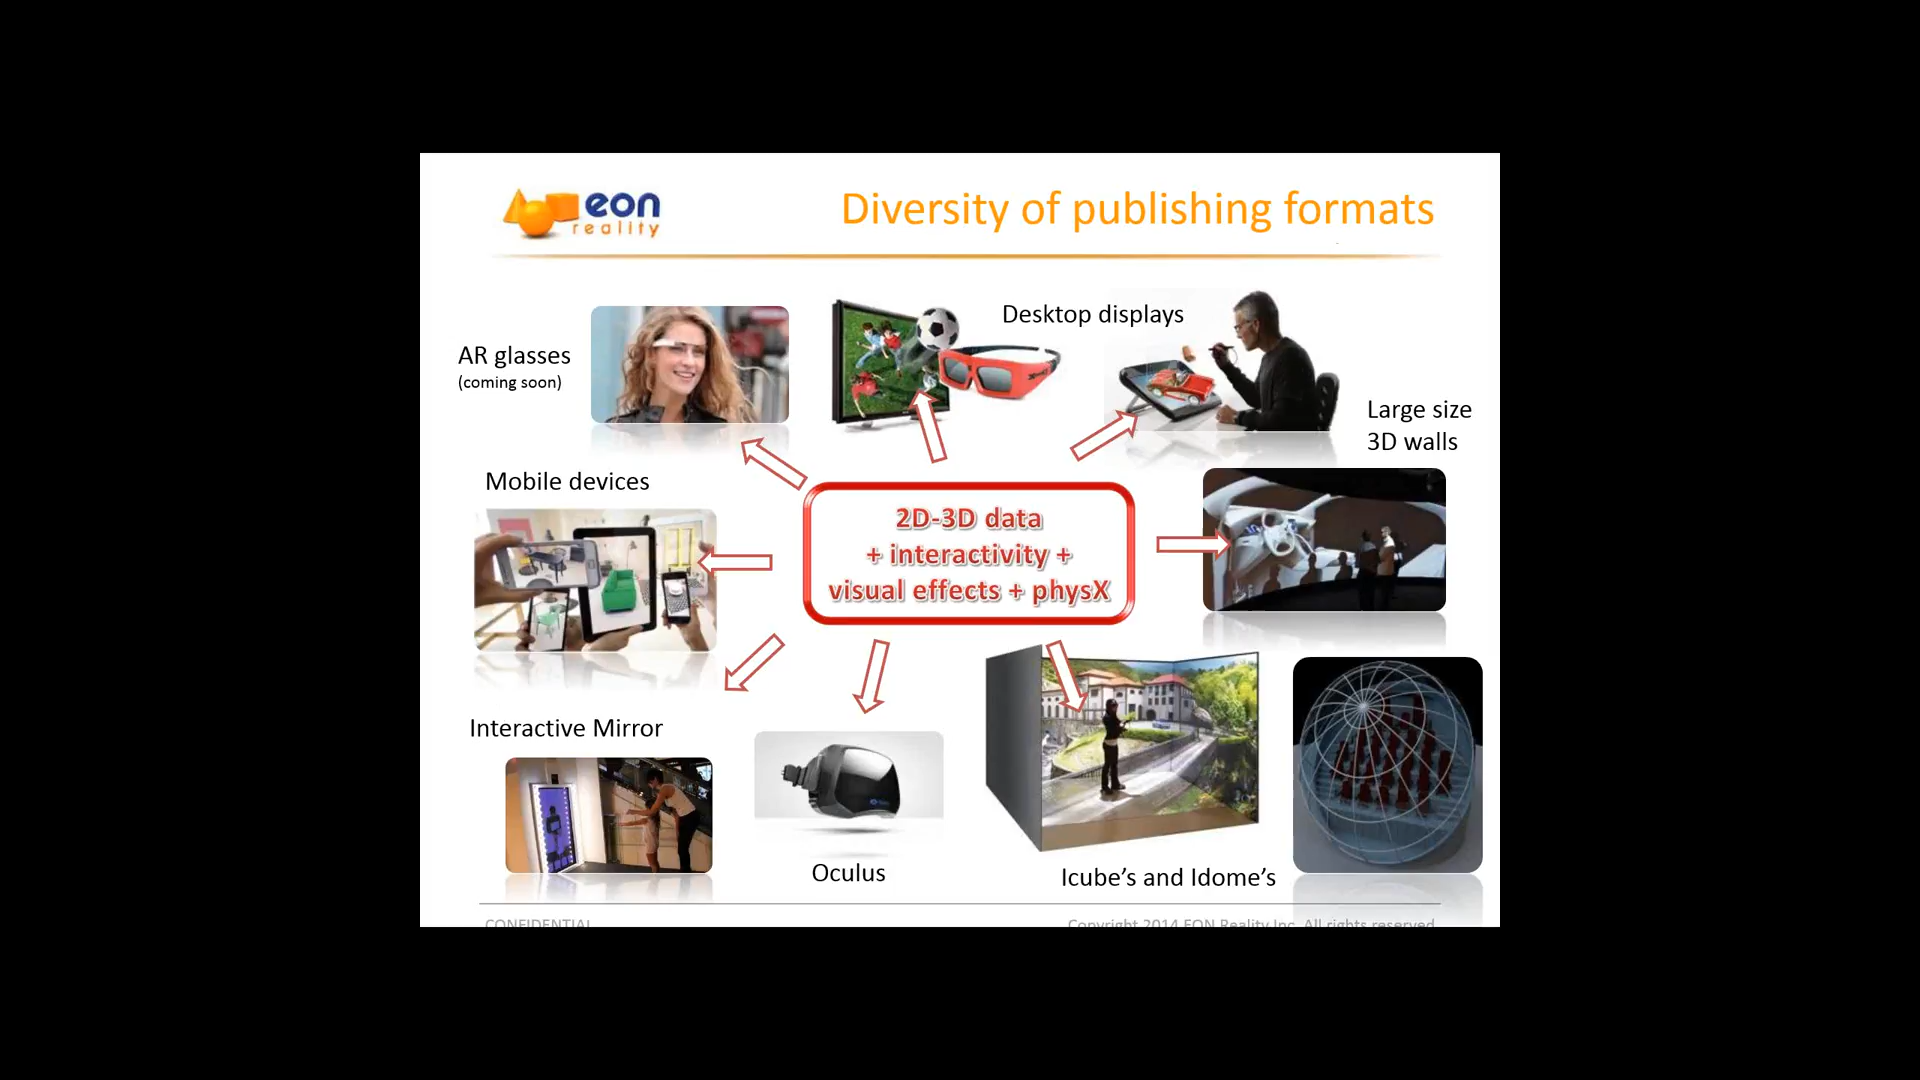 eon
reality
Diversity of publishing formats
Desktop displays
AR glasses
(coming soon)
Large size
3D walls
Mobile devices
2D-3D data
+ interactivity +
visual effects + physX
Interactive Mirror
Oculus
Icube’s and Idome’s
CONFIDENTIAL
Copyright 2014 EON Reality Inc. All rights reserved